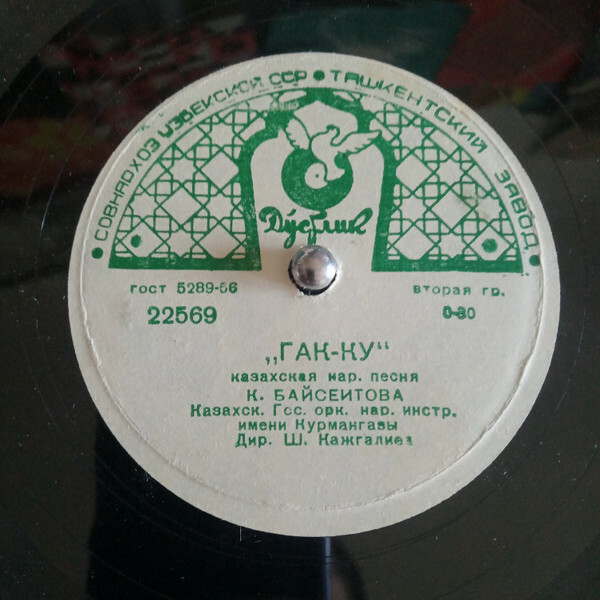 • СОВНАРХОЗ УЗБЕКСКОЙ ССР • ТАШКЕНТСКИЙ ЗАВОД •
Дўстлик
гост 5289-56
вторая гр.
22569
0-80
„ГАК-КУ“
казахская нар. песня
К. БАЙСЕИТОВА
Казахск. Гос. орк. нар. инстр.
имени Курмангазы
Дир. Ш. Кажгалиев